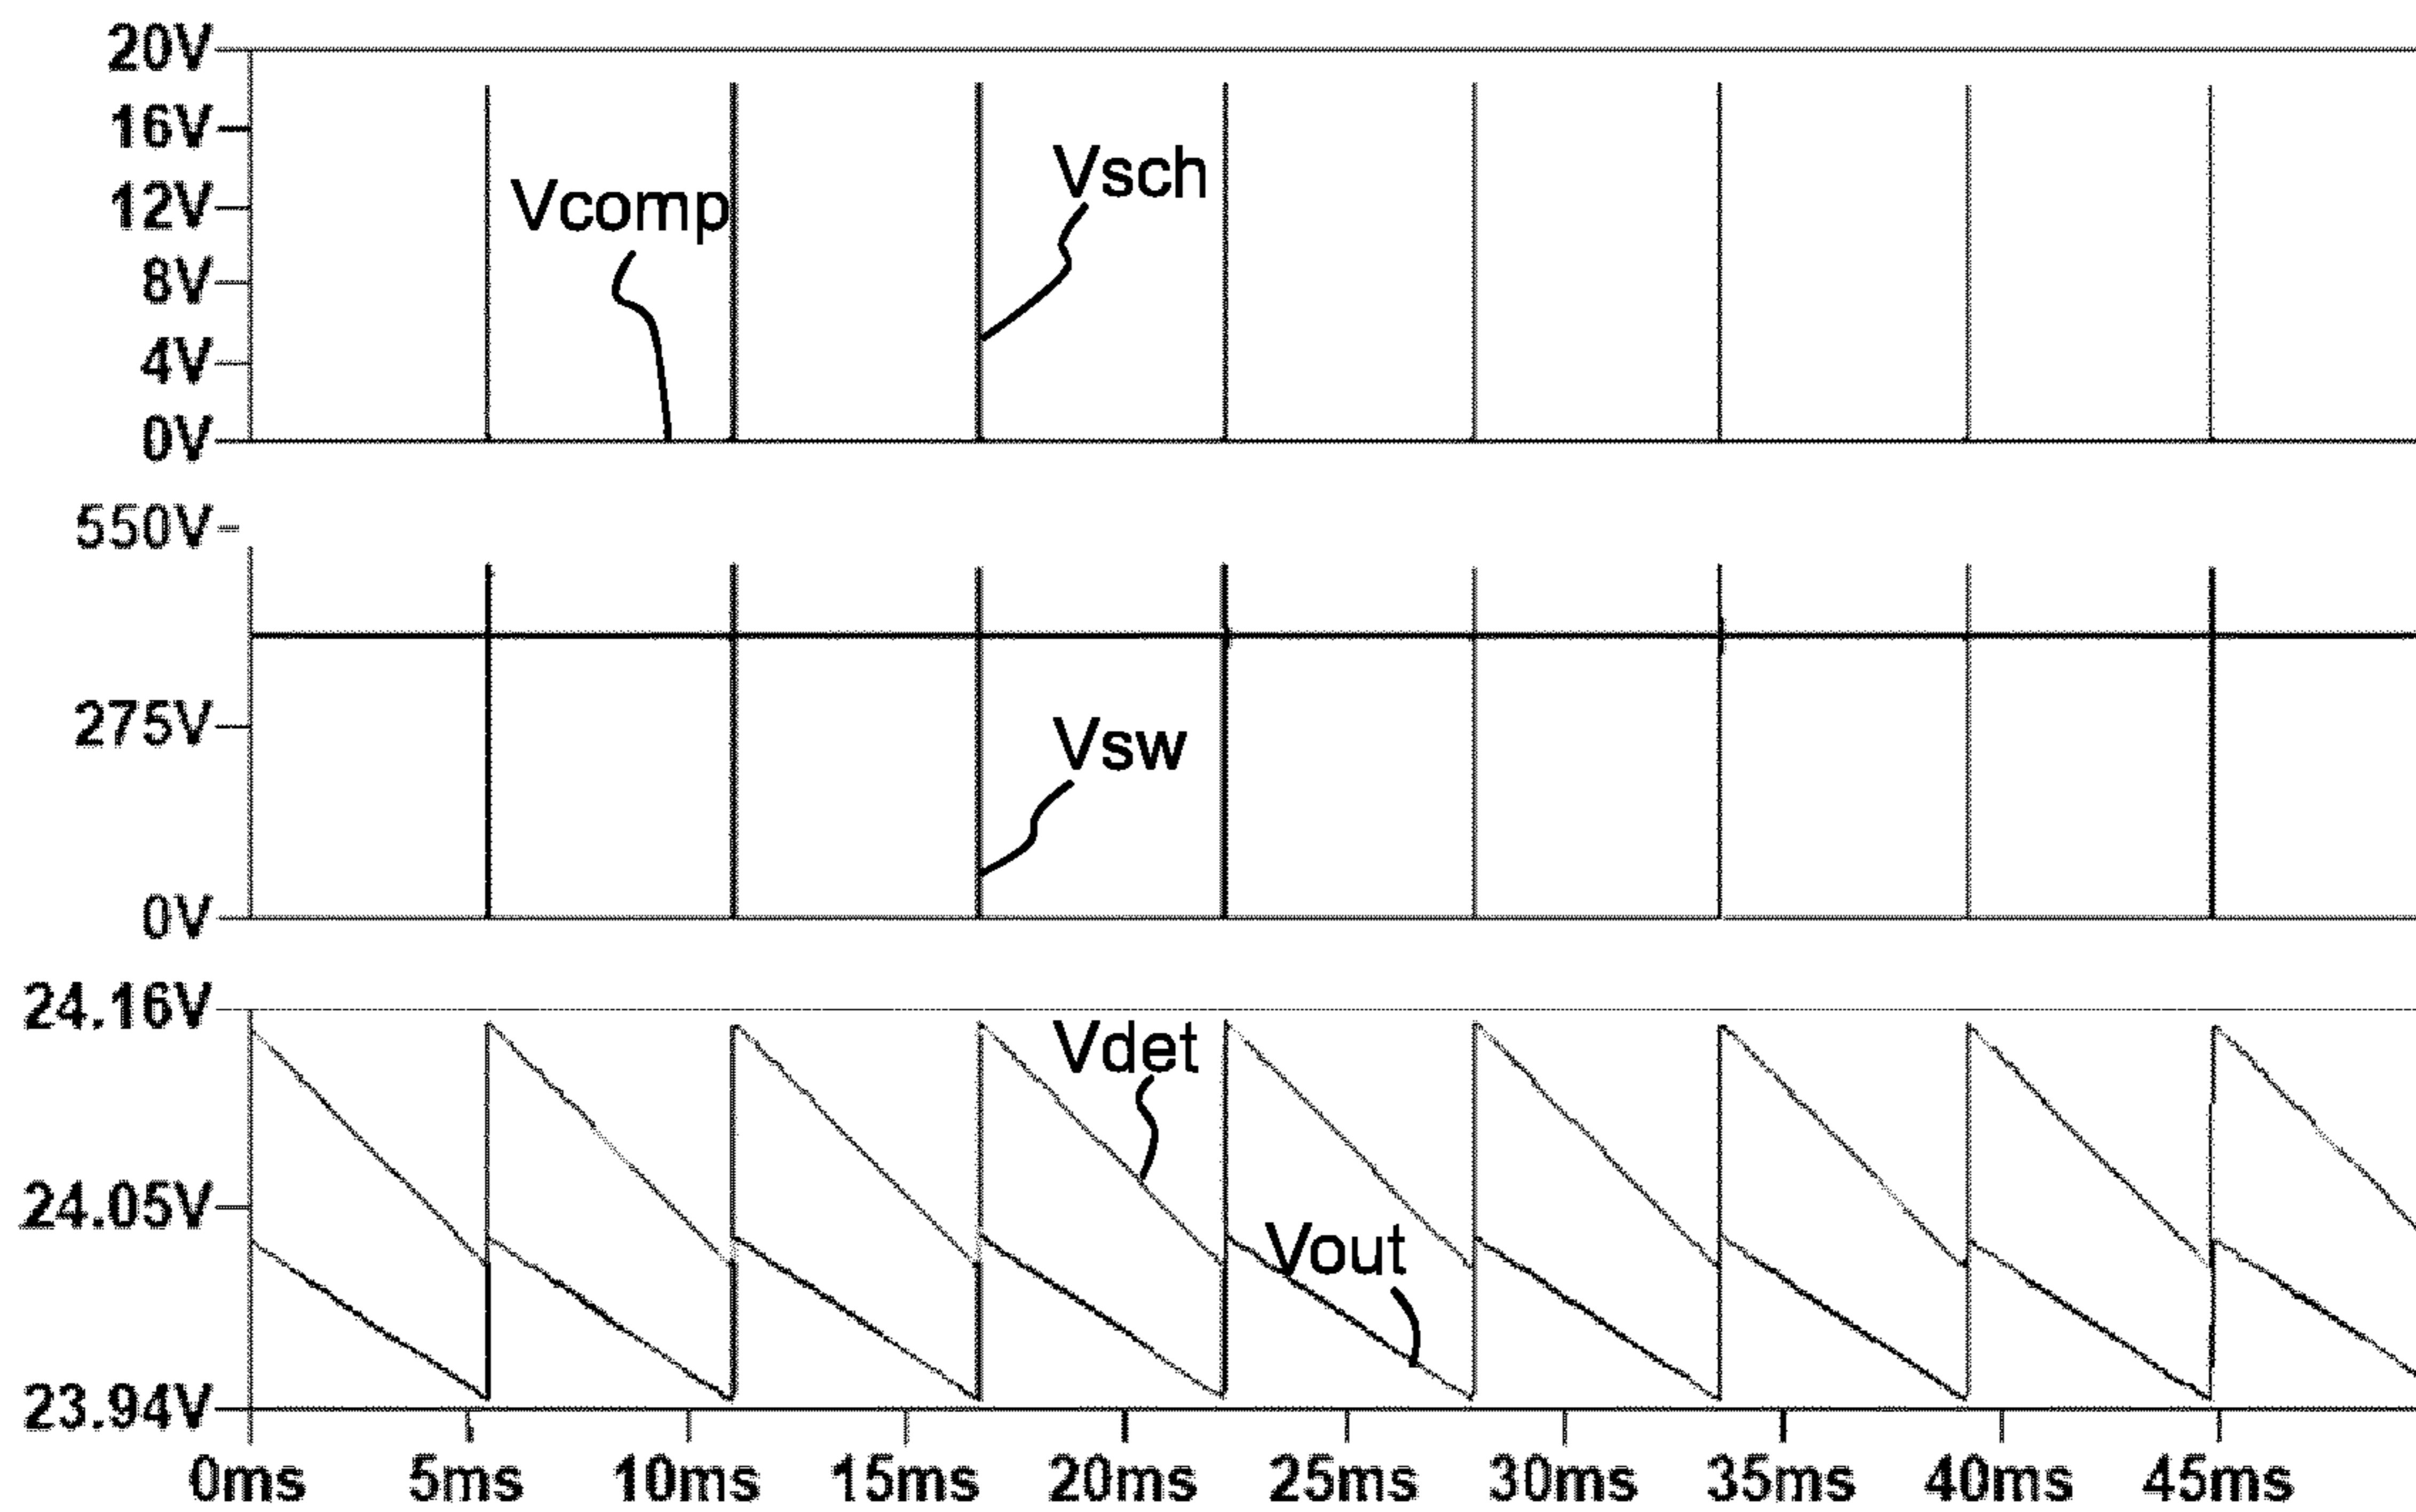 20V
16V
12V
8V
4V
0V
Vcomp
Vsch
550V
275V
0V
Vsw
24.16V
24.05V
23.94V
Vdet
Vout
0ms 5ms 10ms 15ms 20ms 25ms 30ms 35ms 40ms 45ms